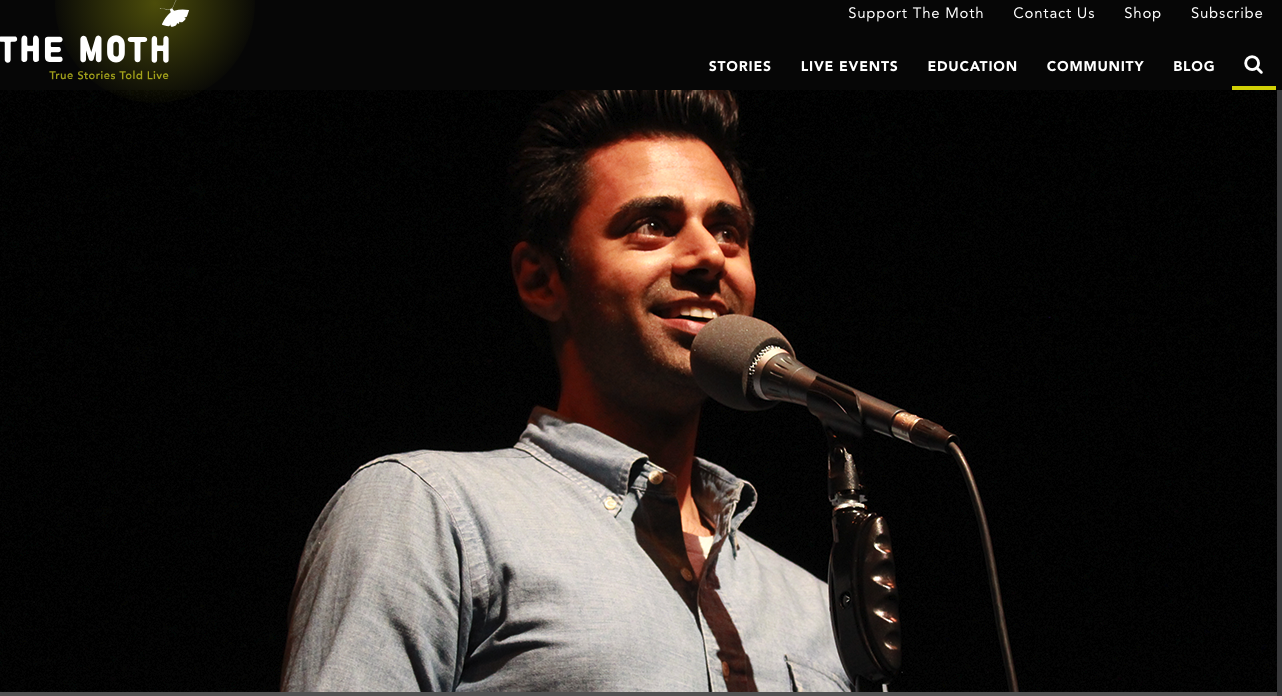 Support The Moth Contact Us Shop Subscribe
THE MOTH
True Stories Told Live
STORIES LIVE EVENTS EDUCATION COMMUNITY BLOG